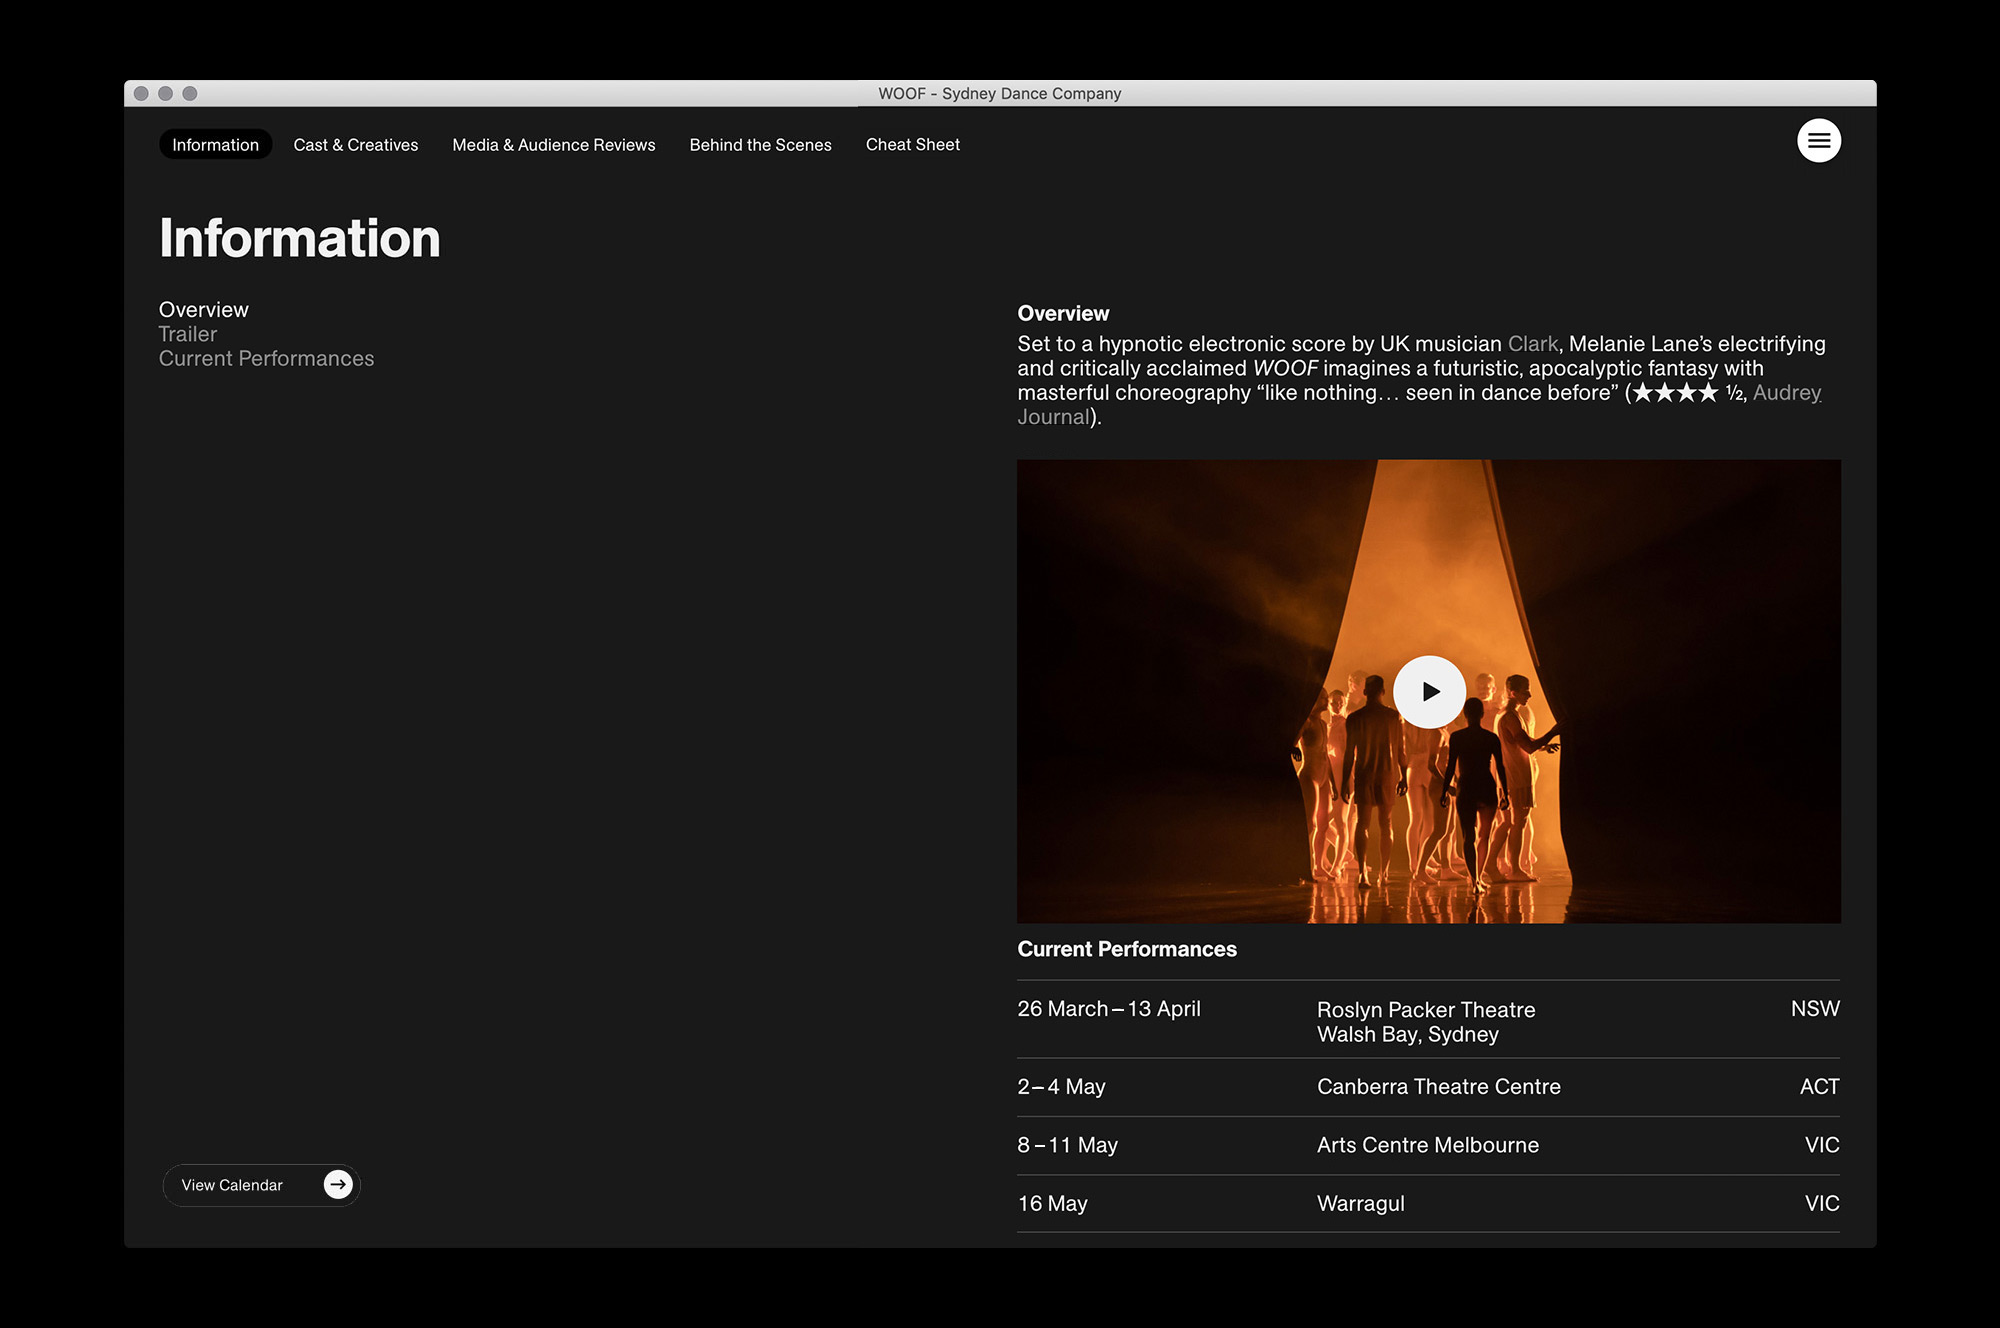 WOOF - Sydney Dance Company
Information
Cast & Creatives
Media & Audience Reviews
Behind the Scenes
Cheat Sheet
Information
Overview
Trailer
Current Performances
View Calendar
Overview
Set to a hypnotic electronic score by UK musician Clark, Melanie Lane’s electrifying
and critically acclaimed WOOF imagines a futuristic, apocalyptic fantasy with
masterful choreography “like nothing… seen in dance before” (★★★★ ½, Audrey
Journal).
Current Performances
26 March – 13 April
Roslyn Packer Theatre
Walsh Bay, Sydney
NSW
2 – 4 May
Canberra Theatre Centre
ACT
8 – 11 May
Arts Centre Melbourne
VIC
16 May
Warragul
VIC